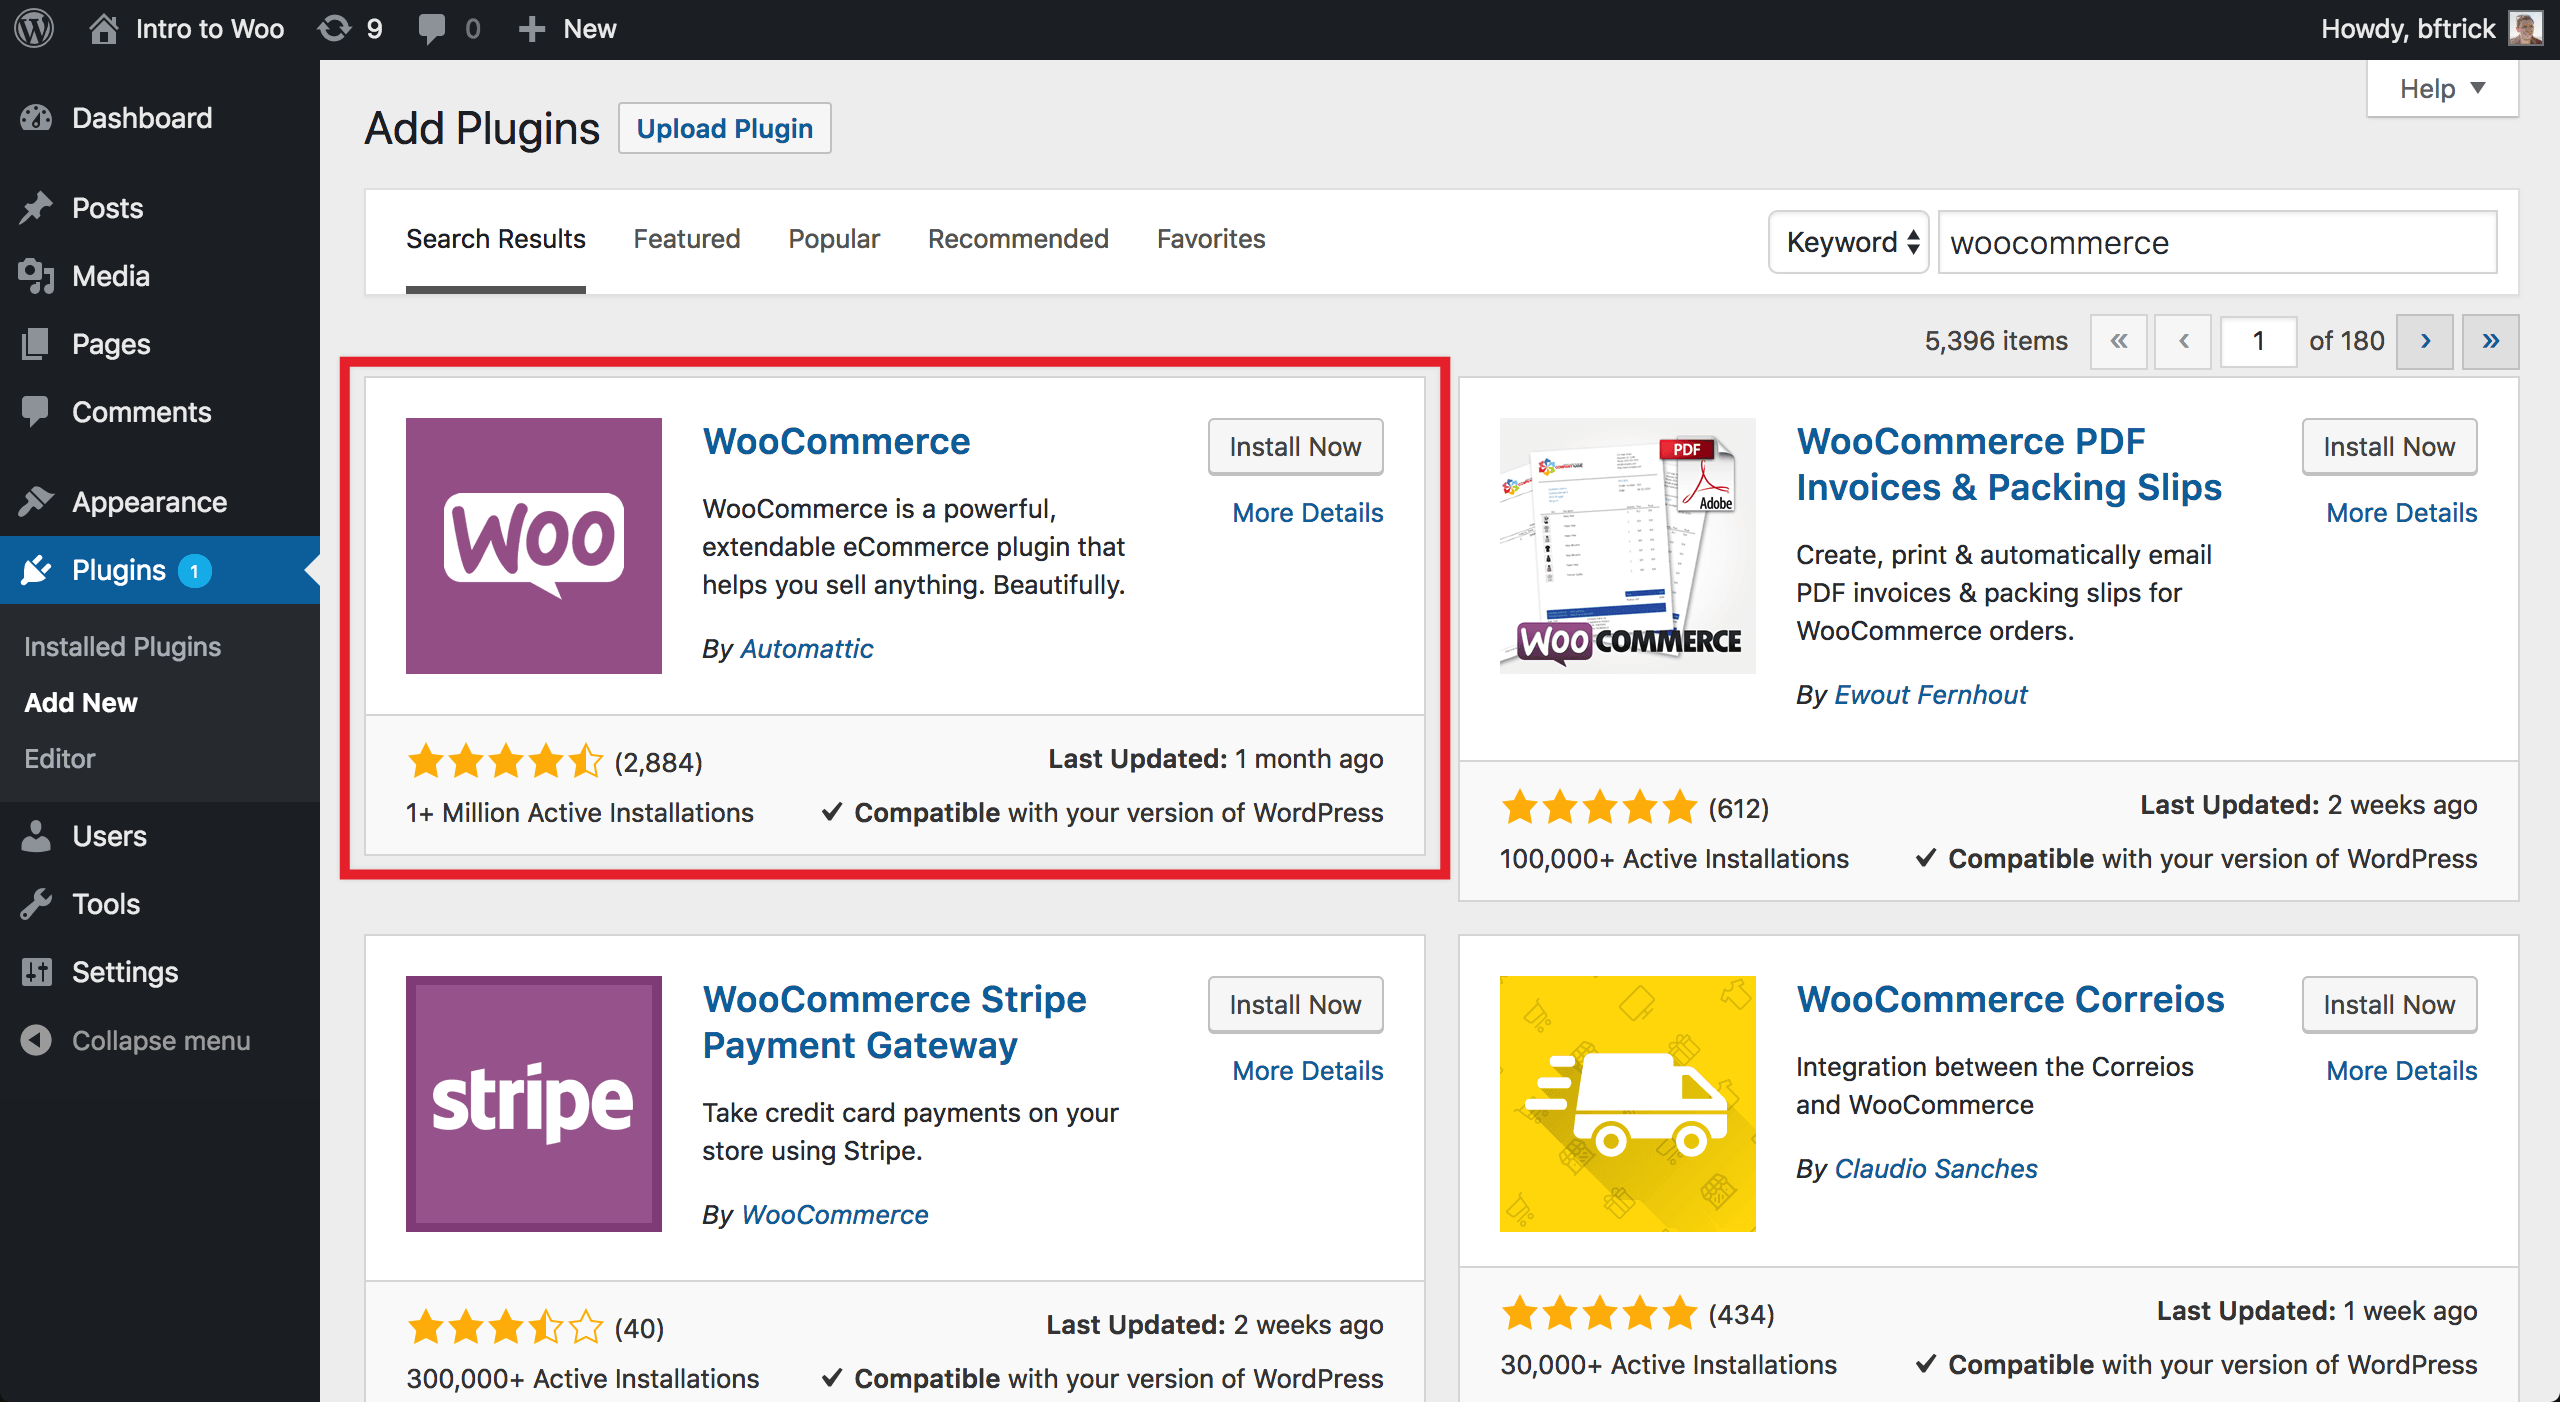 Intro to Woo 9 0 New
Howdy, bftrick
Help
Dashboard
Posts
Media
Pages
Comments
Appearance
Plugins 1
Installed Plugins
Add New
Editor
Users
Tools
Settings
Collapse menu
Add Plugins Upload Plugin
Search Results Featured Popular Recommended Favorites
Keyword woocommerce
5,396 items « ‹ 1 of 180 › »
WOO
WooCommerce
Install Now
More Details
WooCommerce is a powerful,
extendable eCommerce plugin that
helps you sell anything. Beautifully.
By Automattic
(2,884)
Last Updated: 1 month ago
1+ Million Active Installations
✓ Compatible with your version of WordPress
PDF
Adobe
WOOCOMMERCE
WooCommerce PDF
Invoices & Packing Slips
Install Now
More Details
Create, print & automatically email
PDF invoices & packing slips for
WooCommerce orders.
By Ewout Fernhout
(612)
Last Updated: 2 weeks ago
100,000+ Active Installations
✓ Compatible with your version of WordPress
stripe
WooCommerce Stripe
Payment Gateway
Install Now
More Details
Take credit card payments on your
store using Stripe.
By WooCommerce
(40)
Last Updated: 2 weeks ago
300,000+ Active Installations
✓ Compatible with your version of WordPress
WooCommerce Correios
Install Now
More Details
Integration between the Correios
and WooCommerce
By Claudio Sanches
(434)
Last Updated: 1 week ago
30,000+ Active Installations
✓ Compatible with your version of WordPress